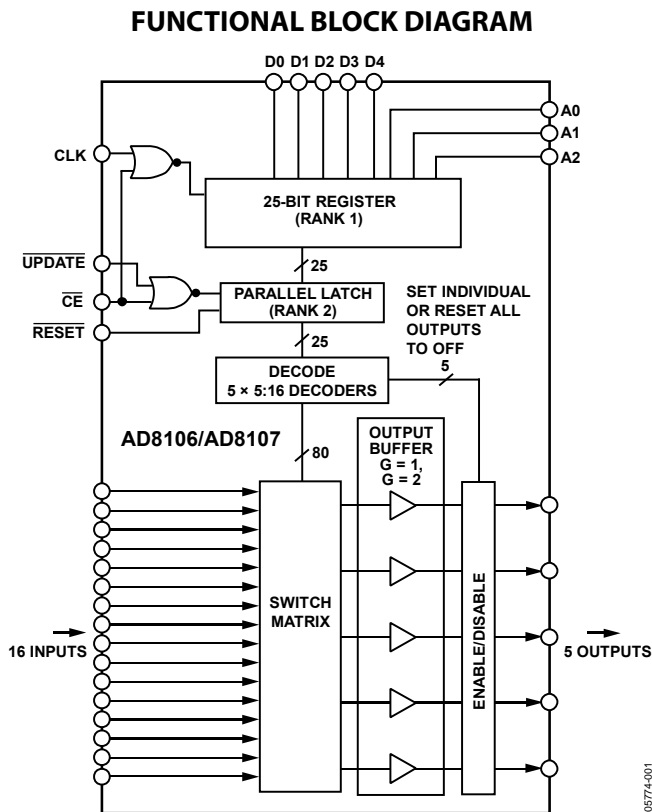 FUNCTIONAL BLOCK DIAGRAM
D0 D1 D2 D3 D4
A0
A1
A2
CLK
25-BIT REGISTER
(RANK 1)
UPDATE
CE
RESET
25
PARALLEL LATCH
(RANK 2)
25
SET INDIVIDUAL
OR RESET ALL
OUTPUTS
TO OFF
5
DECODE
5 × 5:16 DECODERS
AD8106/AD8107
80
OUTPUT
BUFFER
G = 1,
G = 2
SWITCH
MATRIX
ENABLE/DISABLE
16 INPUTS
5 OUTPUTS
05774-001